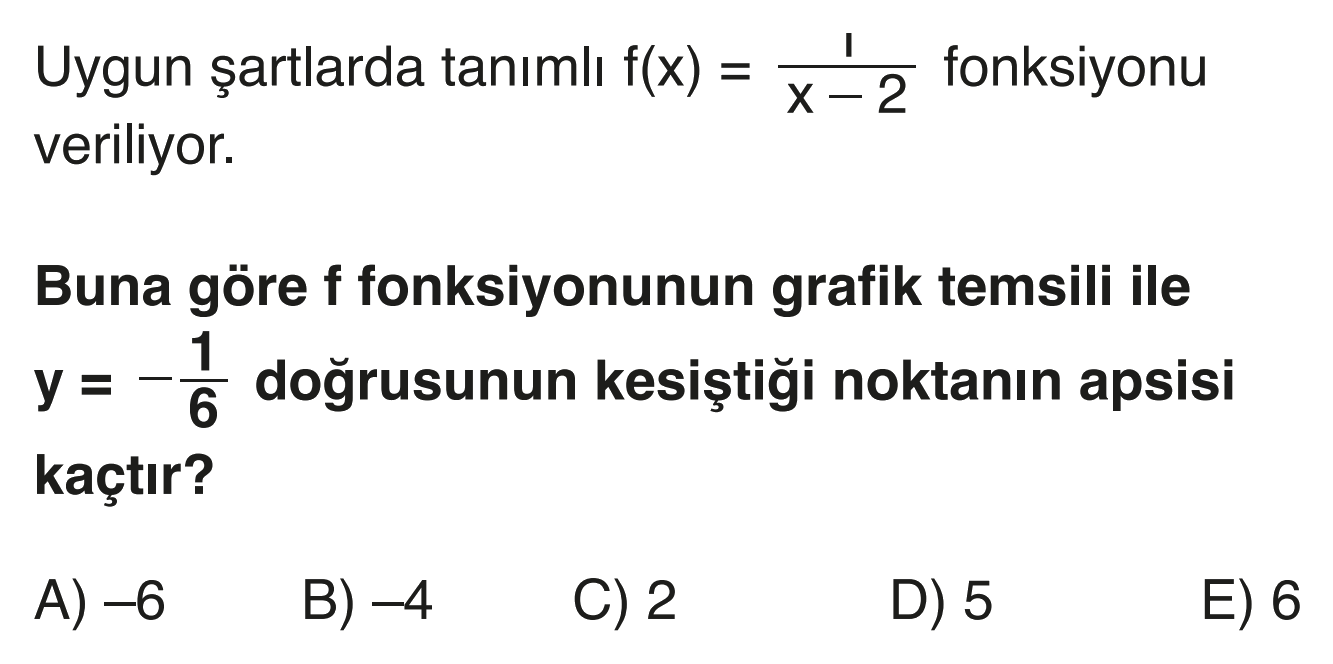 Uygun şartlarda tanımlı f(x) = 1/(x – 2) fonksiyonu
veriliyor.
Buna göre f fonksiyonunun grafik temsili ile
y = –1/6 doğrusunun kesiştiği noktanın apsisi
kaçtır?
A) –6 B) –4 C) 2 D) 5 E) 6